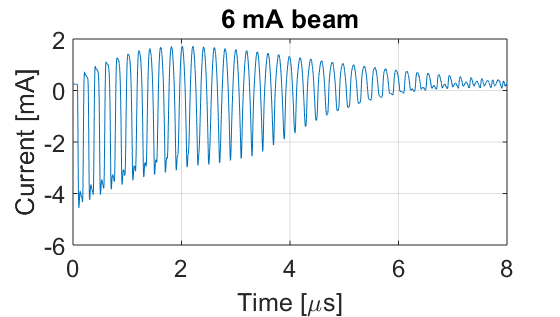 6 mA beam
Current [mA]
2
0
-2
-4
-6
0 2 4 6 8
Time [μs]